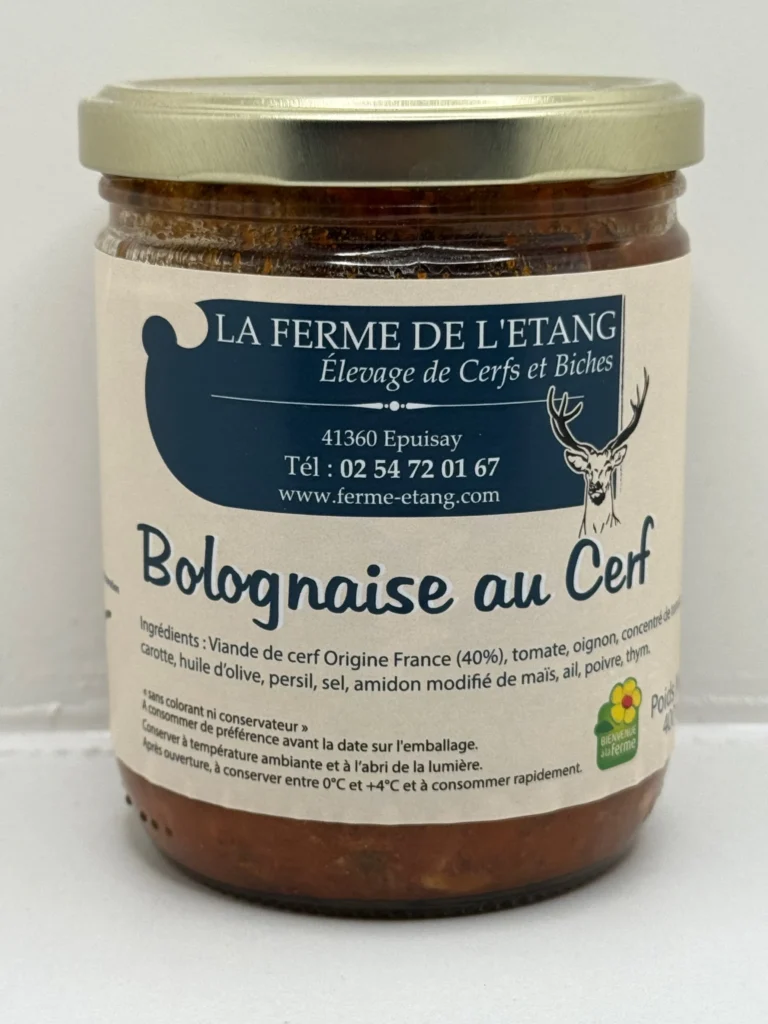 LA FERME DE L'ETANG
Élevage de Cerfs et Biches
41360 Epuisay
Tél : 02 54 72 01 67
www.ferme-etang.com
Bolognaise au Cerf
Ingrédients : Viande de cerf Origine France (40%), tomate, oignon, concentré de
carotte, huile d'olive, persil, sel, amidon modifié de maïs, ail, poivre, thym.
« sans colorant ni conservateur »
A consommer de préférence avant la date sur l'emballage.
Conserver à température ambiante et à l'abri de la lumière.
Après ouverture, à conserver entre 0°C et +4°C et à consommer rapidement.
BIENVENUE
à la ferme
Poids